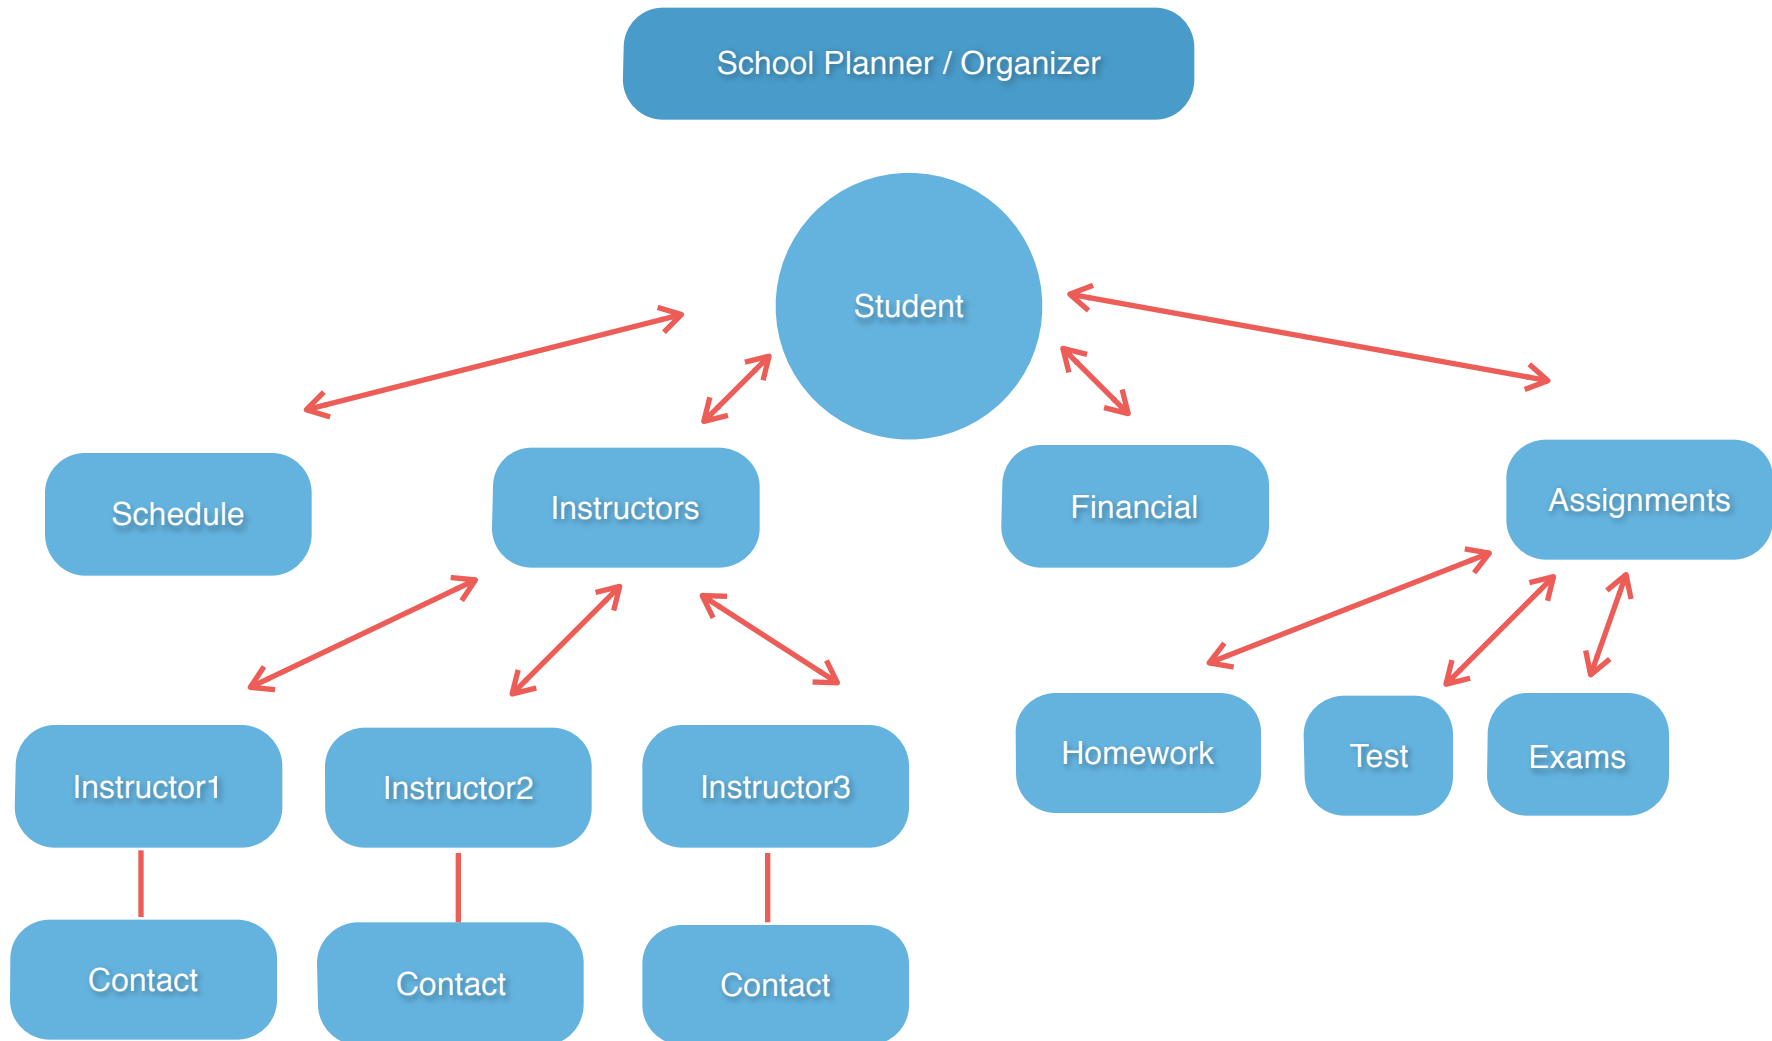 School Planner / Organizer
Student
Schedule
Instructors
Financial
Assignments
Instructor1
Instructor2
Instructor3
Homework
Test
Exams
Contact
Contact
Contact